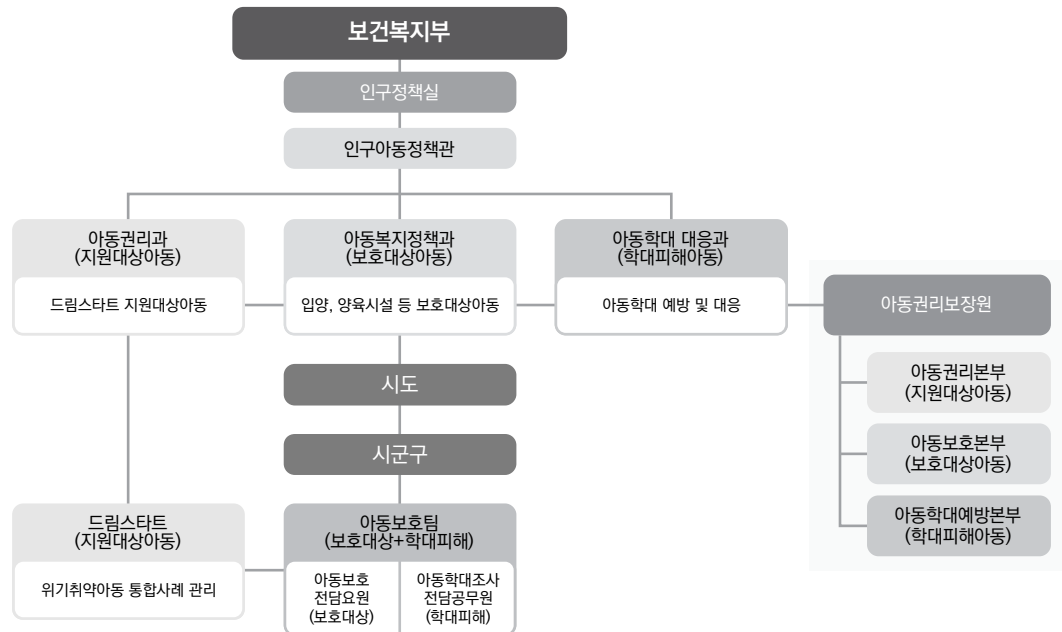 보건복지부
인구정책실
인구아동정책관
아동권리과
(지원대상아동)
드림스타트 지원대상아동
아동복지정책과
(보호대상아동)
입양, 양육시설 등 보호대상아동
아동학대 대응과
(학대피해아동)
아동학대 예방 및 대응
아동권리보장원
아동권리본부
(지원대상아동)
아동보호본부
(보호대상아동)
아동학대예방본부
(학대피해아동)
시도
시군구
드림스타트
(지원대상아동)
위기취약아동 통합사례 관리
아동보호팀
(보호대상+학대피해)
아동보호
전담요원
(보호대상)
아동학대조사
전담공무원
(학대피해)